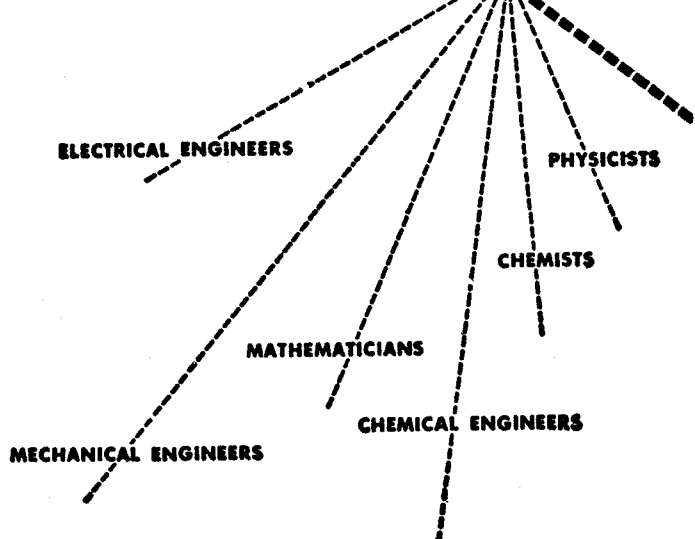 ELECTRICAL ENGINEERS
PHYSICISTS
CHEMISTS
MATHEMATICIANS
CHEMICAL ENGINEERS
MECHANICAL ENGINEERS